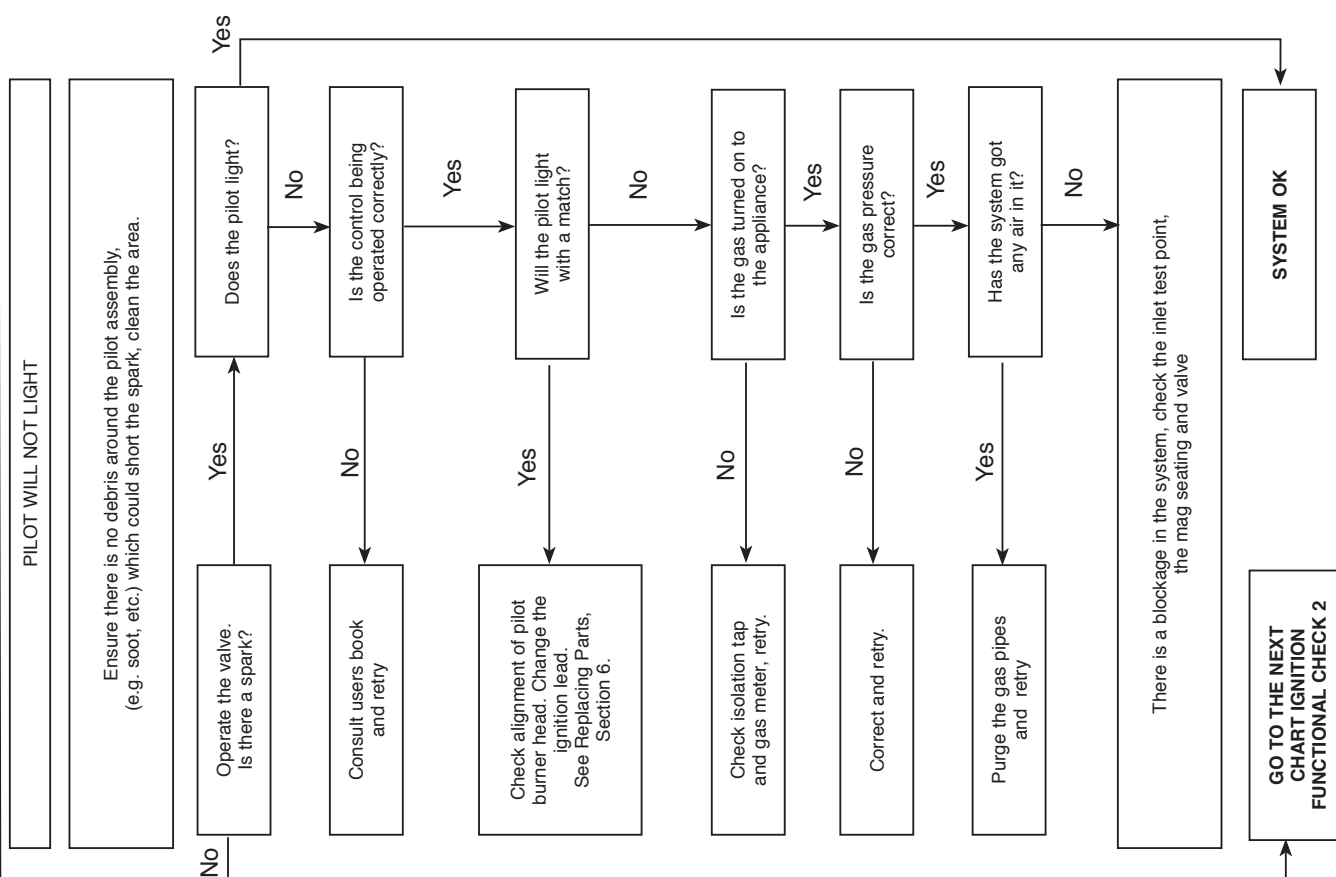 PILOT WILL NOT LIGHT
Ensure there is no debris around the pilot assembly,
(e.g. soot, etc.) which could short the spark, clean the area.
No
Operate the valve.
Is there a spark?
Yes
Does the pilot light?
Yes
No
Consult users book
and retry
No
Is the control being
operated correctly?
Yes
Check alignment of pilot
burner head. Change the
ignition lead.
See Replacing Parts,
Section 6.
Yes
Will the pilot light
with a match?
No
Check isolation tap
and gas meter, retry.
No
Is the gas turned on to
the appliance?
Yes
Correct and retry.
No
Is the gas pressure
correct?
Yes
Purge the gas pipes
and retry
Yes
Has the system got
any air in it?
No
There is a blockage in the system, check the inlet test point,
the mag seating and valve
GO TO THE NEXT
CHART IGNITION
FUNCTIONAL CHECK 2
SYSTEM OK